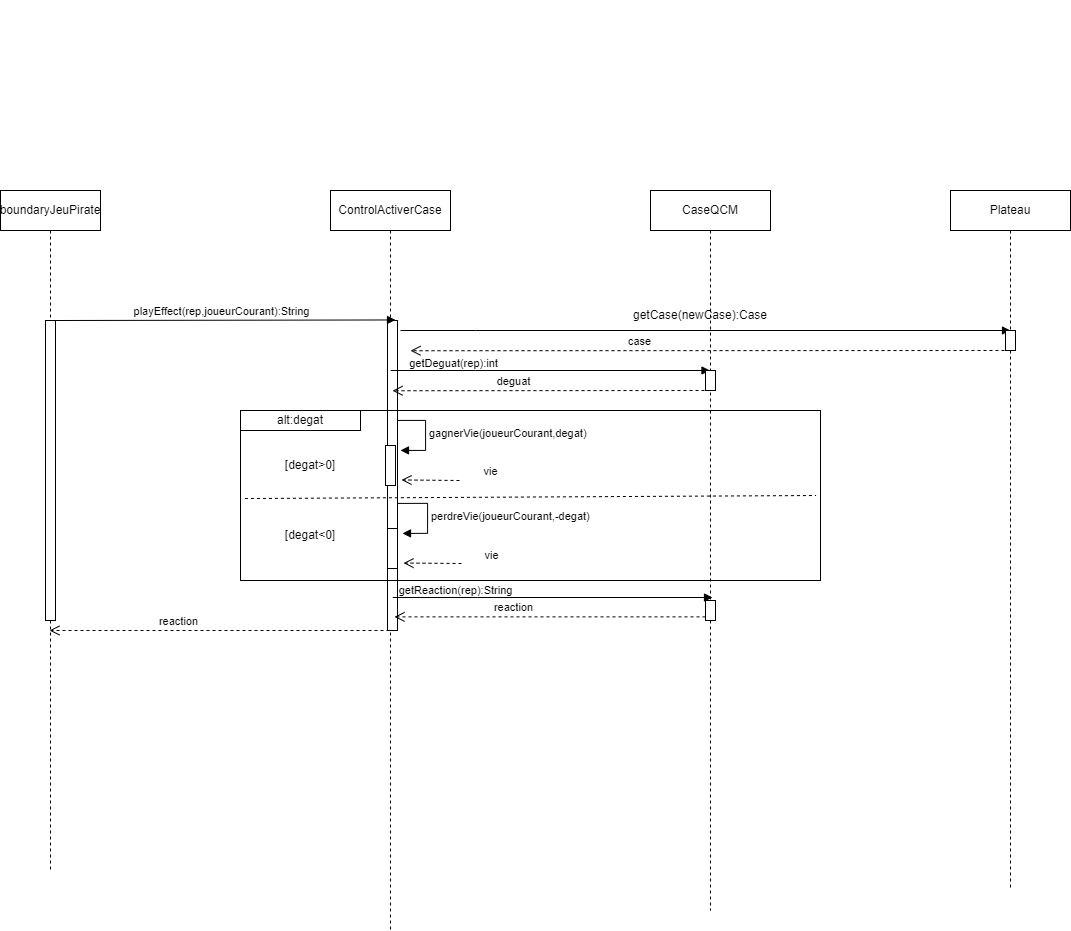 boundaryJeuPirate
ControlActiverCase
CaseQCM
Plateau
playEffect(rep,joueurCourant):String
getCase(newCase):Case
case
getDeguat(rep):int
deguat
alt:degat
gagnerVie(joueurCourant,degat)
[degat>0]
vie
perdreVie(joueurCourant,-degat)
[degat<0]
vie
getReaction(rep):String
reaction
reaction